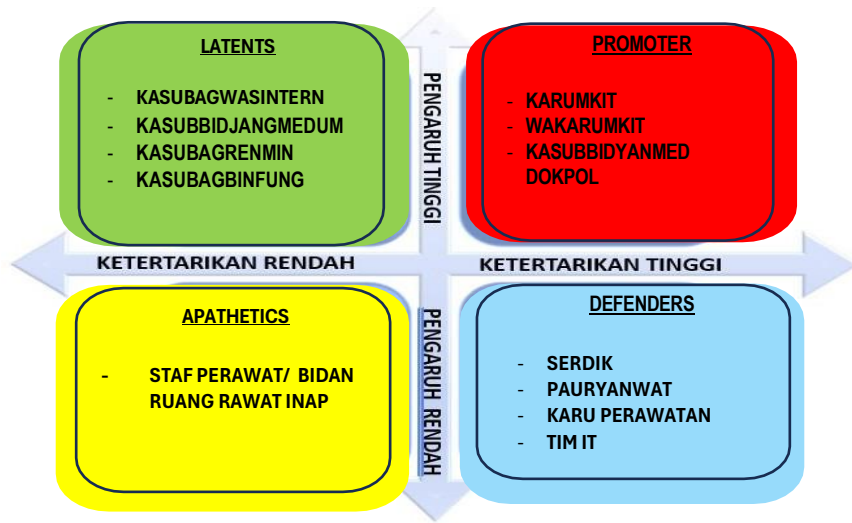 LATENTS
- KASUBAGWASINTERN
- KASUBBIDJANGMEDUM
- KASUBAGRENMIN
- KASUBAGBINFUNG
PENGARUH TINGGI
PROMOTER
- KARUMKIT
- WAKARUMKIT
- KASUBBIDYANMED
DOKPOL
KETERTARIKAN RENDAH
KETERTARIKAN TINGGI
APATHETICS
- STAF PERAWAT/ BIDAN
RUANG RAWAT INAP
PENGARUH RENDAH
DEFENDERS
- SERDIK
- PAURYANWAT
- KARU PERAWATAN
- TIM IT